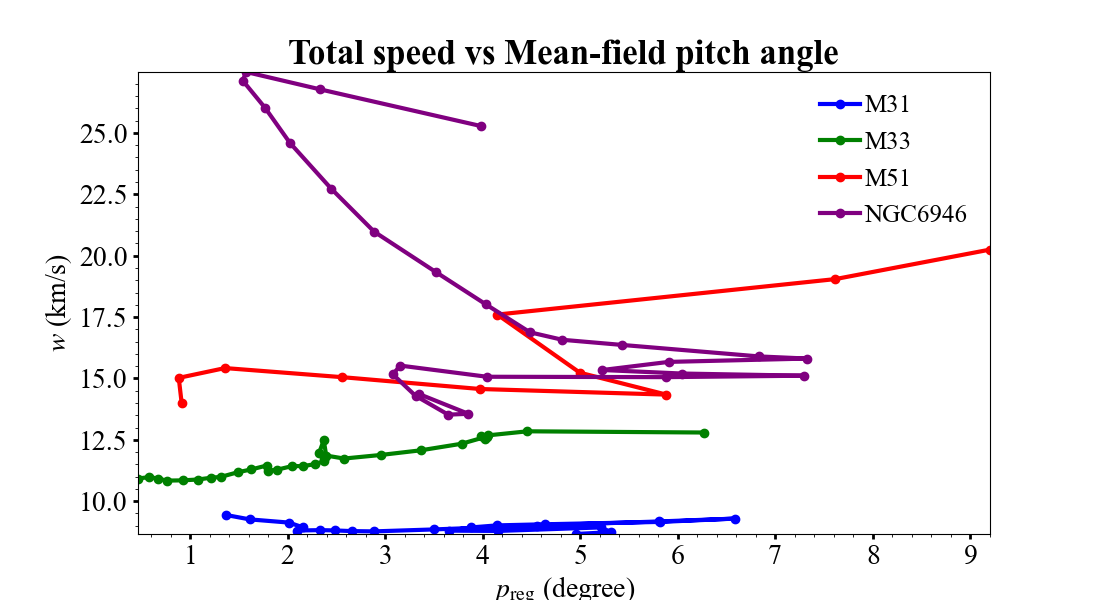 Total speed vs Mean-field pitch angle
M31
M33
M51
NGC6946
25.0
22.5
20.0
17.5
15.0
12.5
10.0
w (km/s)
1 2 3 4 5 6 7 8 9
p_reg (degree)